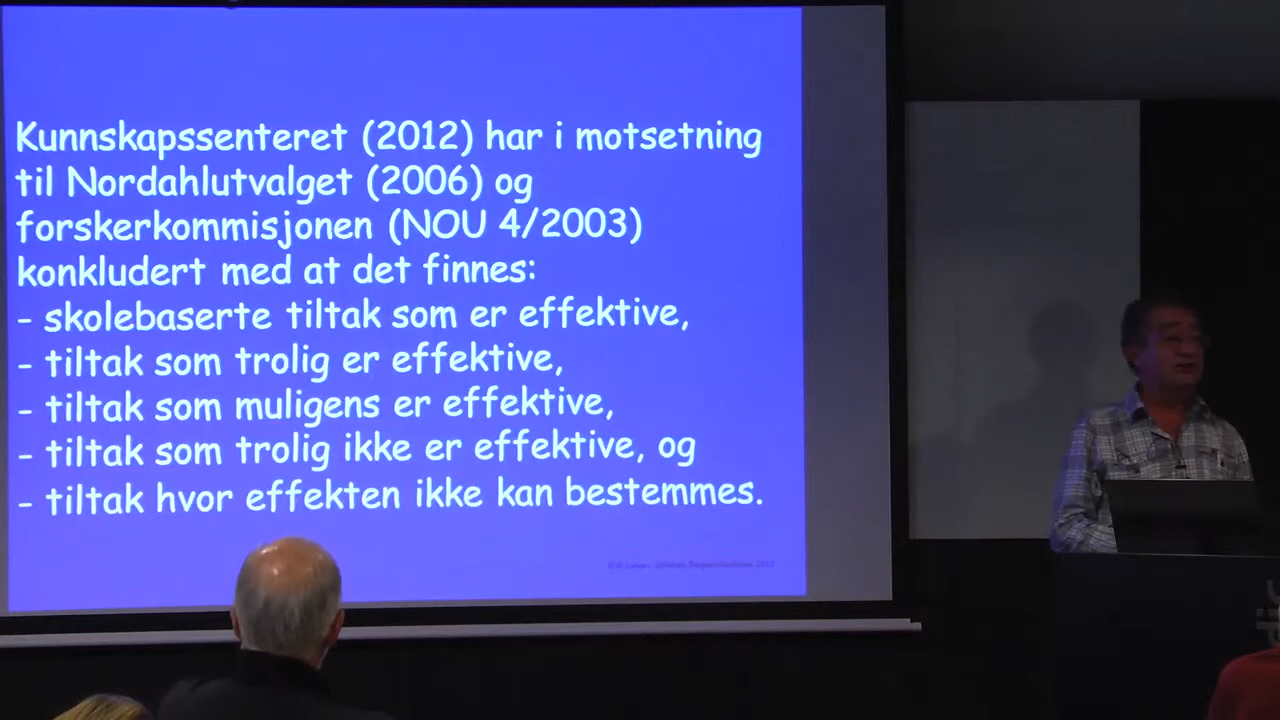 Kunnskapssenteret (2012) har i motsetning
til Nordahlutvalget (2006) og
forskerkommisjonen (NOU 4/2003)
konkludert med at det finnes:
- skolebaserte tiltak som er effektive,
- tiltak som trolig er effektive,
- tiltak som muligens er effektive,
- tiltak som trolig ikke er effektive, og
- tiltak hvor effekten ikke kan bestemmes.